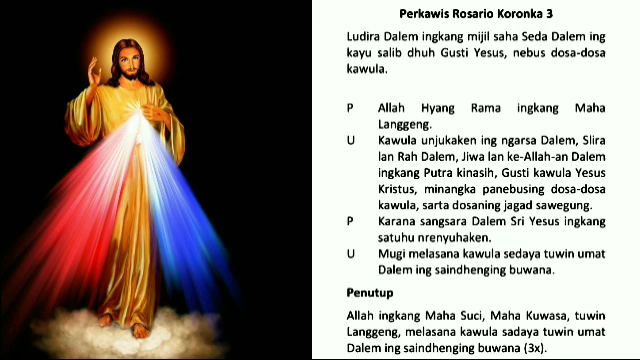 Perkawis Rosario Koronka 3
Ludira Dalem ingkang mijil saha Seda Dalem ing
kayu salib dhuh Gusti Yesus, nebus dosa-dosa
kawula.
P Allah Hyang Rama ingkang Maha
Langgeng.
U Kawula unjukaken ing ngarsa Dalem, Slira
lan Rah Dalem, Jiwa lan ke-Allah-an Dalem
ingkang Putra kinasih, Gusti kawula Yesus
Kristus, minangka panebusing dosa-dosa
kawula, sarta dosaning jagad sawegung.
P Karana sangsara Dalem Sri Yesus ingkang
satuhu nrenyuhaken.
U Mugi melasana kawula sedaya tuwin umat
Dalem ing saindhengio buwana.
Penutup
Allah ingkang Maha Suci, Maha Kuwasa, tuwin
Langgeng, melasana kawula sadaya tuwin umat
Dalem ing saindhenging buwana (3x).